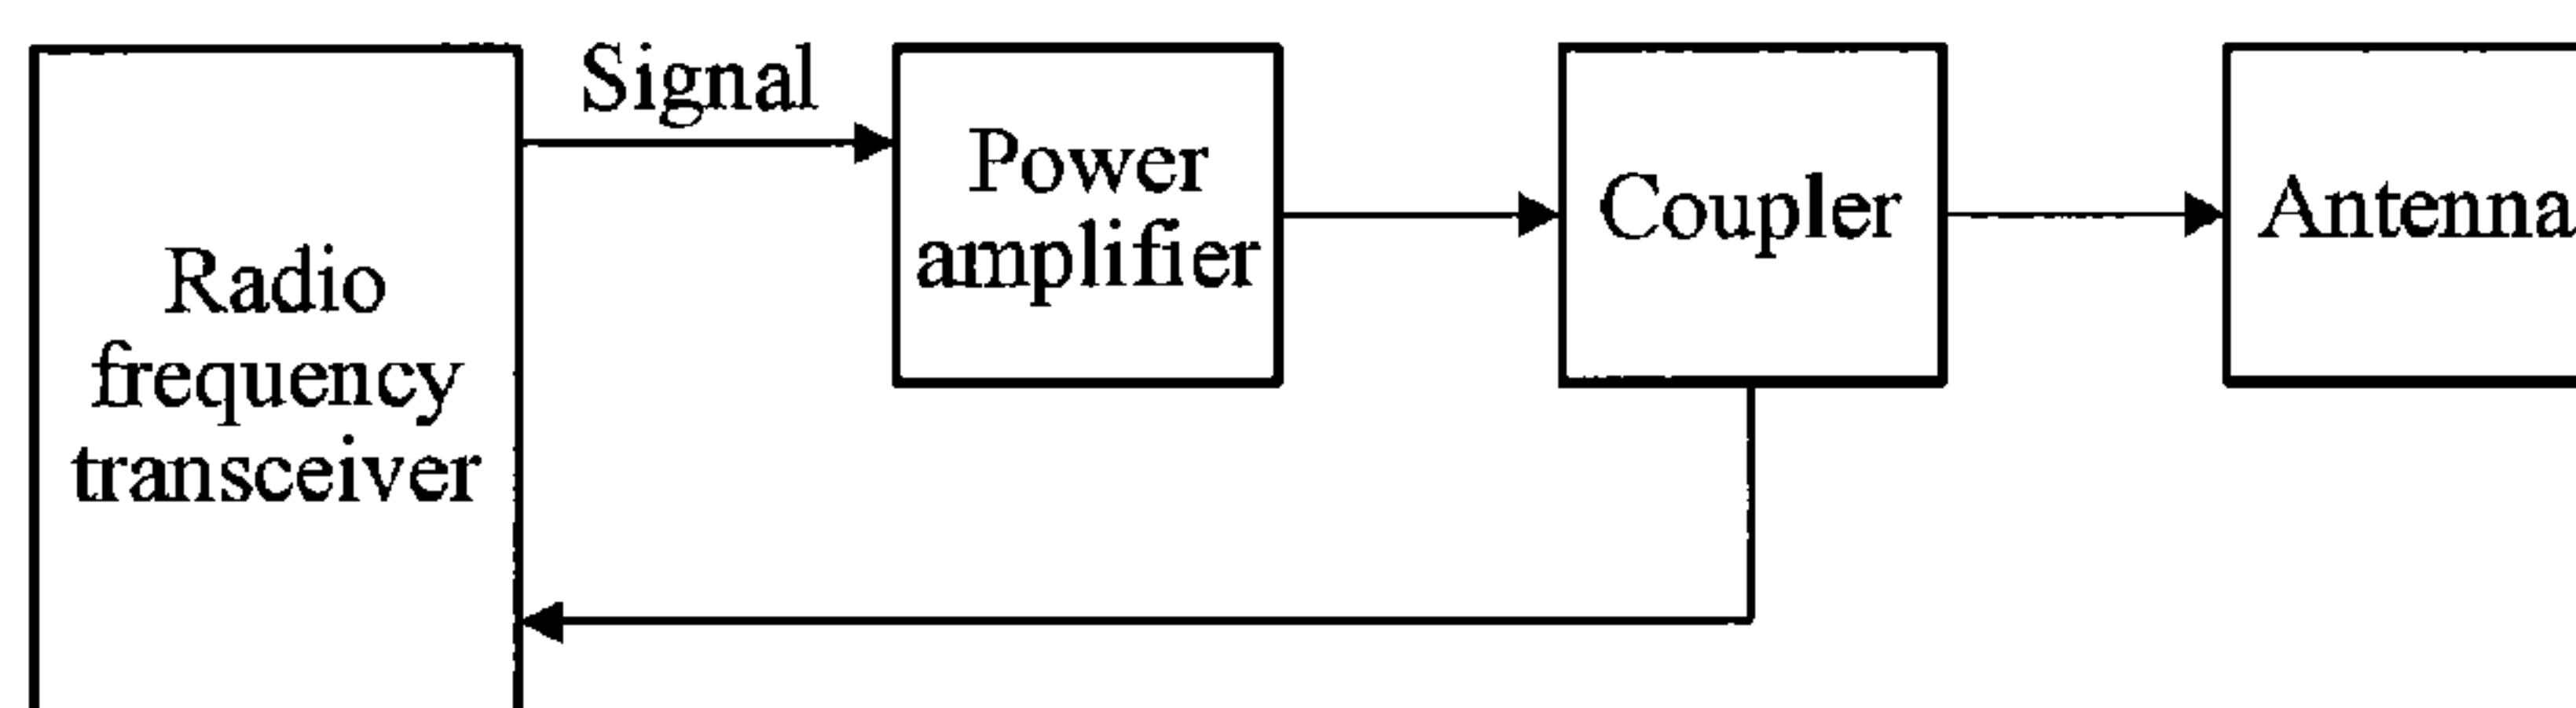 Signal
Radio
frequency
transceiver
Power
amplifier
Coupler
Antenna